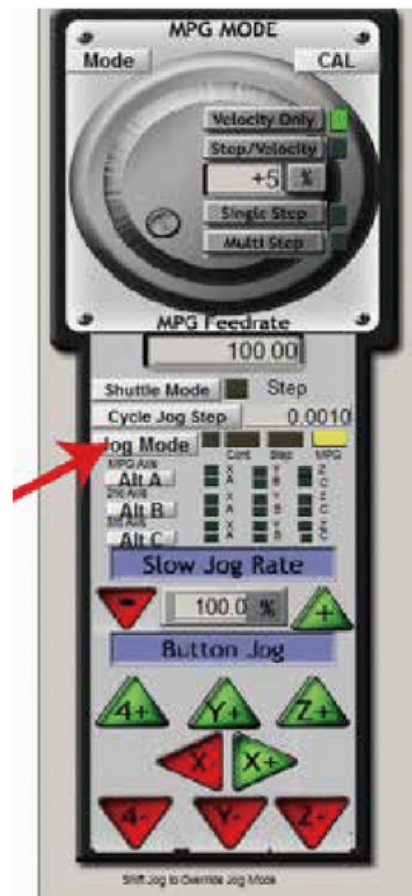 MPG MODE
Mode CAL
Velocity Only
Step/Velocity
+5 %
Single Step
Multi Step
MPG Feedrate
100.00
Shuttle Mode Step
Cycle Jog Step 0.0010
Jog Mode
Cont Step MPG
MPG Axis
Alt A
X Y Z
A B C
2nd Axis
Alt B
X Y Z
A B C
3rd Axis
Alt C
X Y Z
A B C
Slow Jog Rate
- 100.0 % +
Button Jog
4+ Y+ Z+
X- X+
4- Y- Z-
Shift Jog to Override Jog Mode